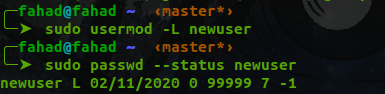 fahad@fahad ~ ‹master*›
sudo usermod -L newuser
fahad@fahad ~ ‹master*›
sudo passwd --status newuser
newuser L 02/11/2020 0 99999 7 -1